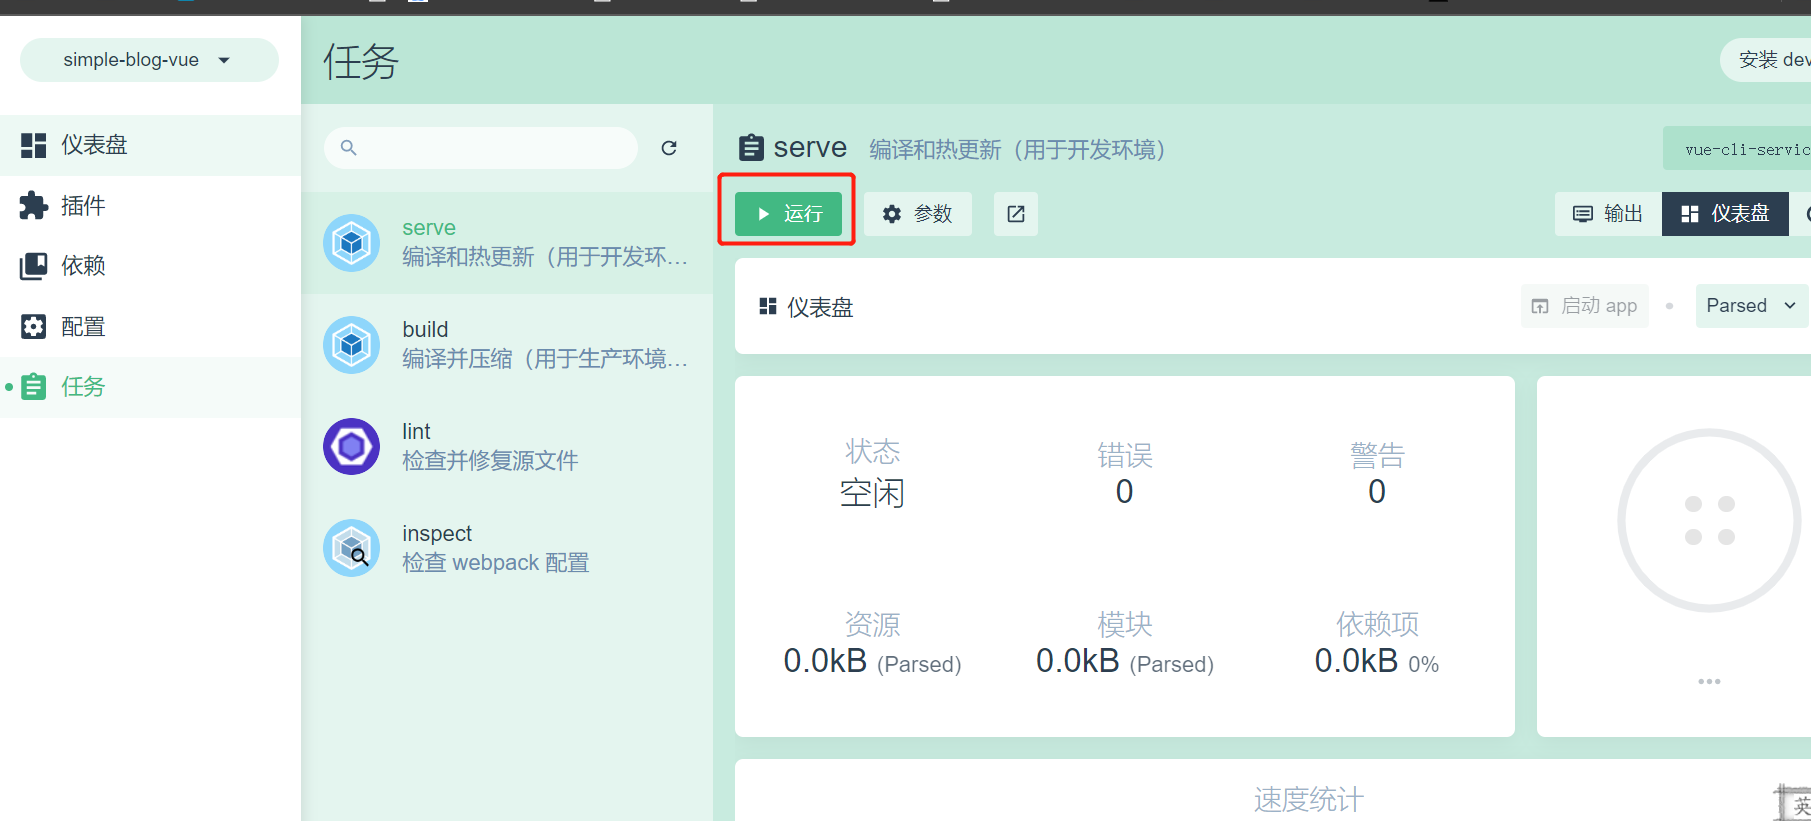 simple-blog-vue
仪表盘
插件
依赖
配置
任务
任务
安装 dev
serve
编译和热更新（用于开发环...
build
编译并压缩（用于生产环境...
lint
检查并修复源文件
inspect
检查 webpack 配置
serve 编译和热更新（用于开发环境）
vue-cli-servic
运行
参数
输出
仪表盘
仪表盘
启动 app
Parsed
状态
空闲
错误
0
警告
0
资源
0.0kB (Parsed)
模块
0.0kB (Parsed)
依赖项
0.0kB 0%
速度统计
英